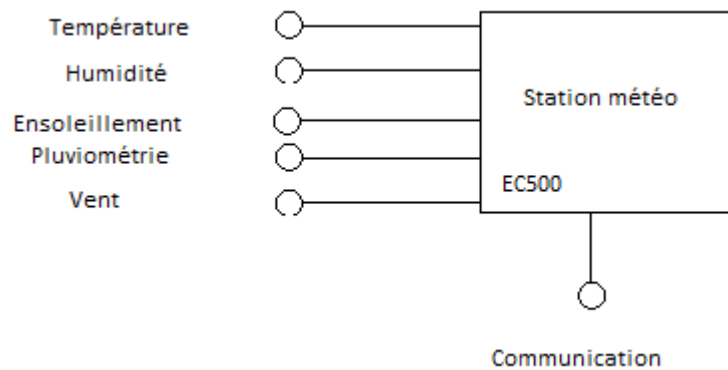 Température
Humidité
Ensoleillement
Pluviométrie
Vent
Station météo
EC500
Communication